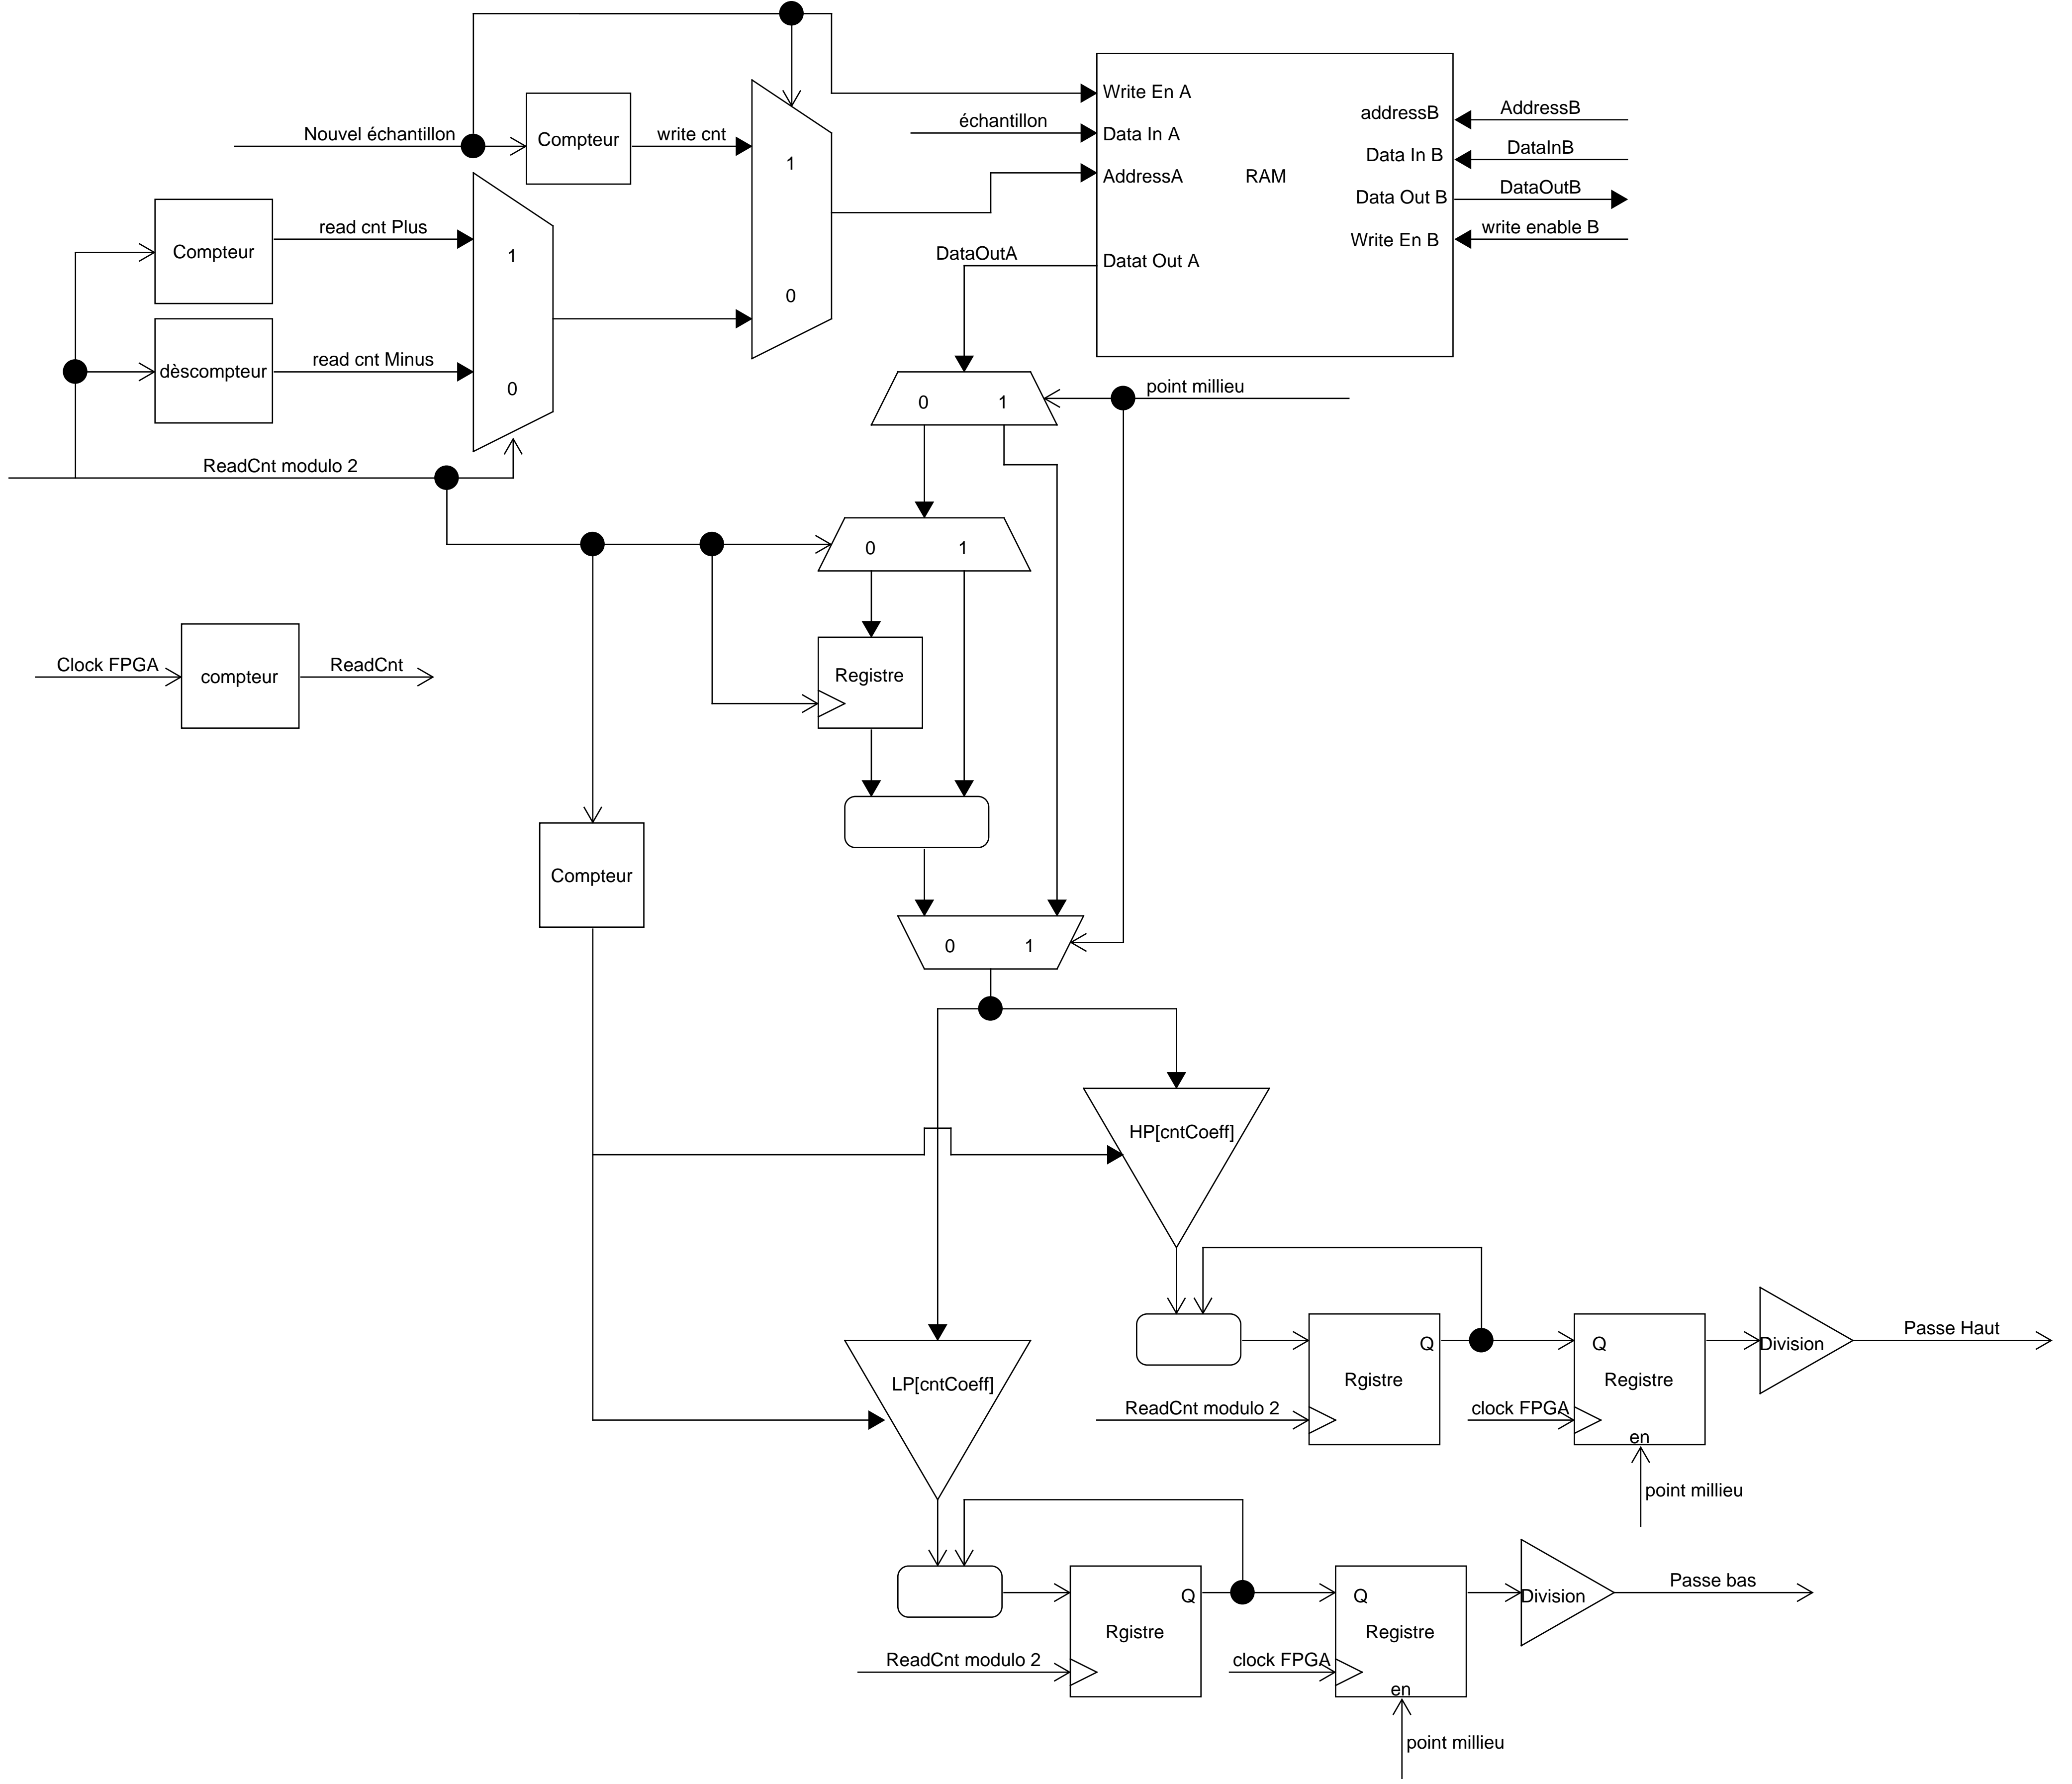 Write En A
échantillon
Data In A
AddressA
RAM
addressB
AddressB
Data In B
DataInB
Data Out B
DataOutB
Write En B
write enable B
Datat Out A
DataOutA
Nouvel échantillon
Compteur
write cnt
1
0
Compteur
read cnt Plus
1
dèscompteur
read cnt Minus
0
ReadCnt modulo 2
0 1
point millieu
0 1
Clock FPGA
compteur
ReadCnt
Registre
Compteur
0 1
HP[cntCoeff]
LP[cntCoeff]
Q
Rgistre
ReadCnt modulo 2
Q
Registre
clock FPGA
en
point millieu
Division
Passe Haut
Q
Rgistre
ReadCnt modulo 2
Q
Registre
clock FPGA
en
point millieu
Division
Passe bas